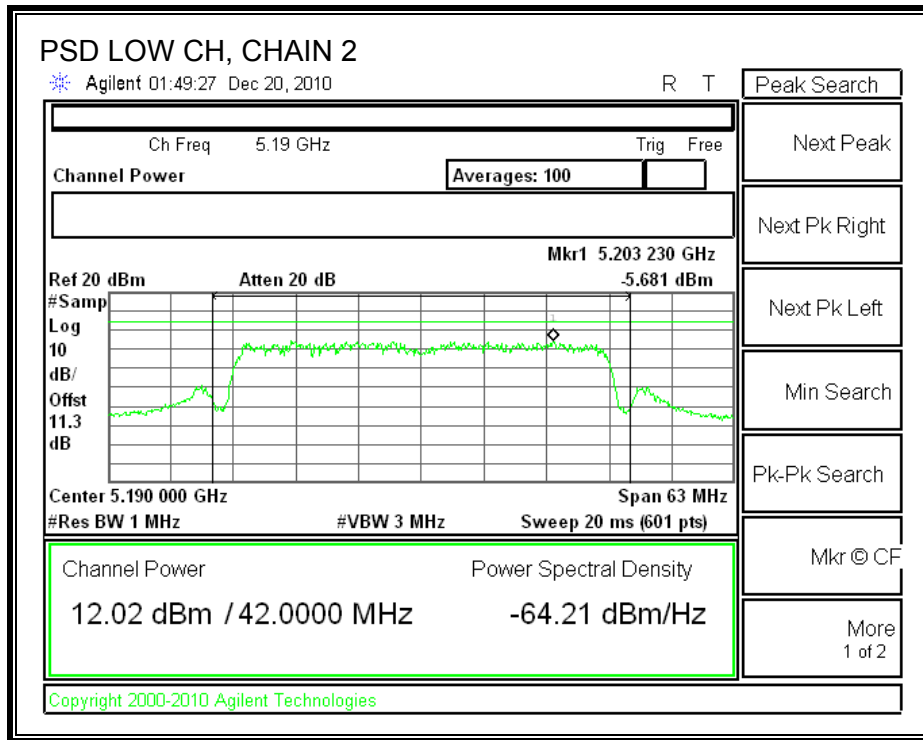 PSD LOW CH, CHAIN 2
Agilent 01:49:27 Dec 20, 2010 R T
Peak Search
Ch Freq 5.19 GHz Trig Free
Next Peak
Channel Power Averages: 100
Next Pk Right
Mkr1 5.203 230 GHz
Ref 20 dBm Atten 20 dB -5.681 dBm
#Samp
Log
10
dB/
Offst
11.3
dB
1
Next Pk Left
Min Search
Pk-Pk Search
Center 5.190 000 GHz Span 63 MHz
#Res BW 1 MHz #VBW 3 MHz Sweep 20 ms (601 pts)
Channel Power Power Spectral Density
12.02 dBm / 42.0000 MHz -64.21 dBm/Hz
Mkr © CF
More
1 of 2
Copyright 2000-2010 Agilent Technologies